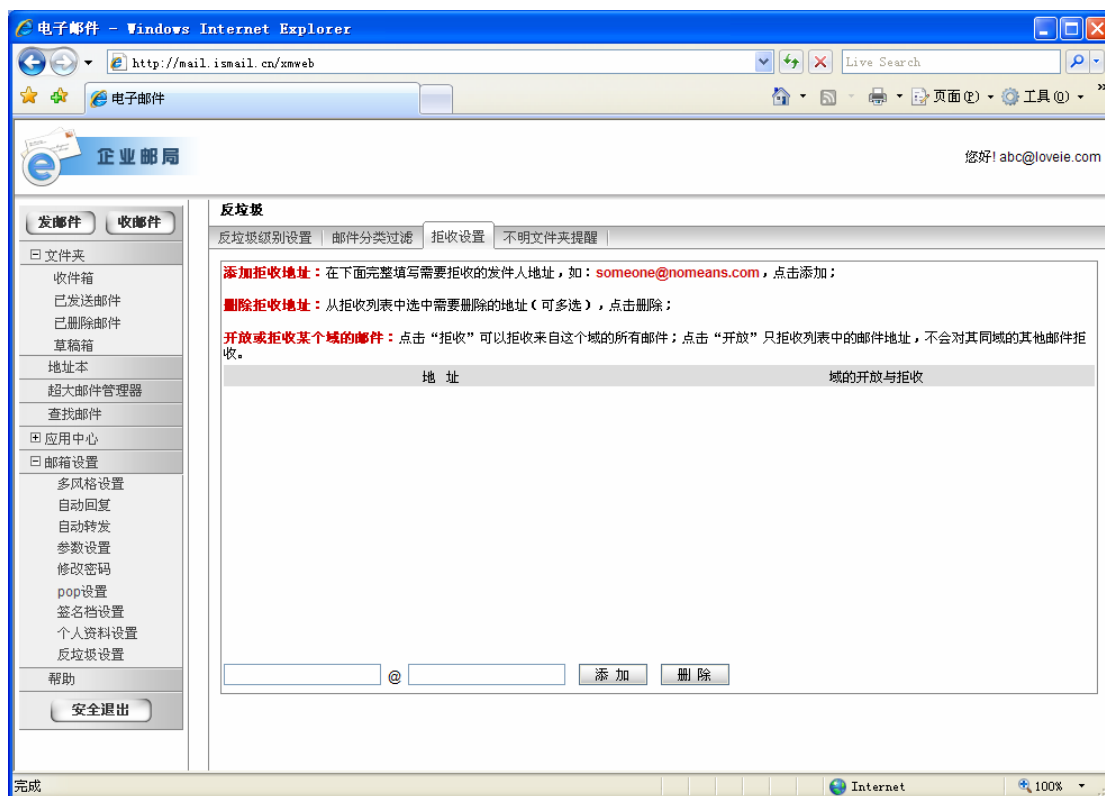 电子邮件 - Windows Internet Explorer
http://mail.ismail.cn/xmweb
Live Search
电子邮件
页面(P)
工具(O)
企业邮局
您好! abc@loveie.com
发邮件 收邮件
文件夹
收件箱
已发送邮件
已删除邮件
草稿箱
地址本
超大邮件管理器
查找邮件
应用中心
邮箱设置
多风格设置
自动回复
自动转发
参数设置
修改密码
pop设置
签名档设置
个人资料设置
反垃圾设置
帮助
安全退出
反垃圾
反垃圾级别设置 | 邮件分类过滤 拒收设置 不明文件夹提醒 |
添加拒收地址：在下面完整填写需要拒收的发件人地址，如：someone@nomeans.com，点击添加；
删除拒收地址：从拒收列表中选中需要删除的地址（可多选），点击删除；
开放或拒收某个域的邮件：点击“拒收”可以拒收来自这个域的所有邮件；点击“开放”只拒收列表中的邮件地址，不会对其同域的其他邮件拒
收。
地 址 域的开放与拒收
@ 添 加 删 除
完成 Internet 100%